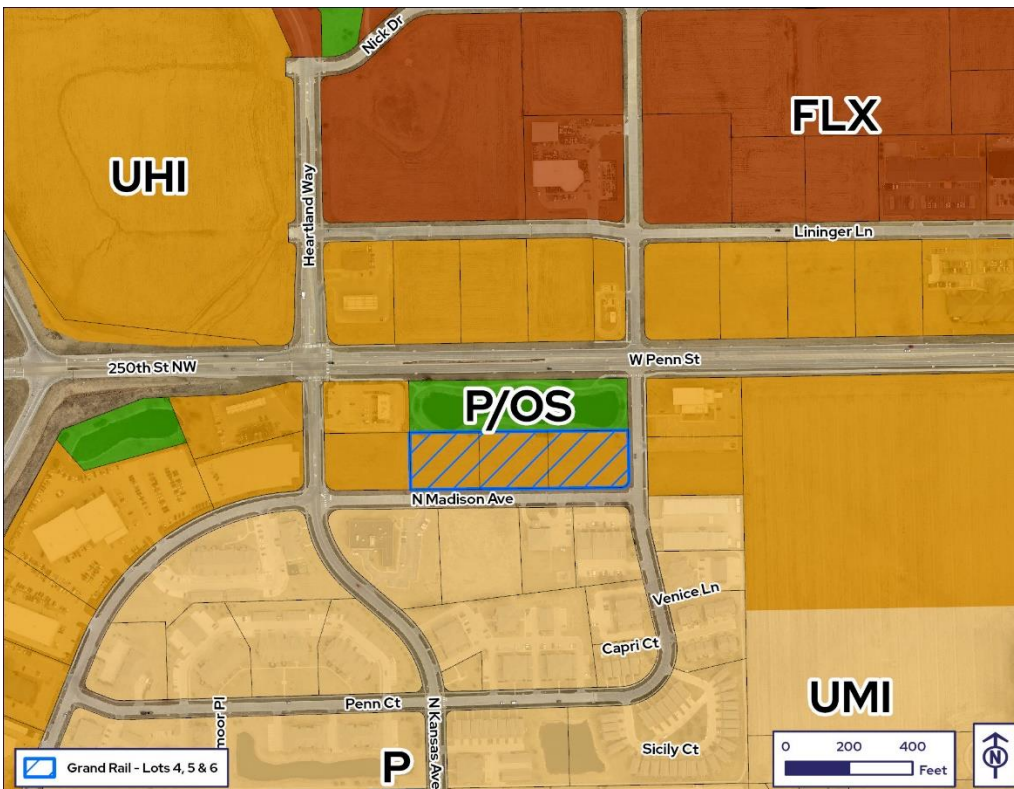 Nick Dr
FLX
UHI
Heartland Way
Lininger Ln
250th St NW
W Penn St
P/OS
N Madison Ave
Venice Ln
Capri Ct
Penn Ct
moor Pl
N Kansas Ave
UMI
Sicily Ct
P
Grand Rail - Lots 4, 5 & 6
0 200 400
Feet
N